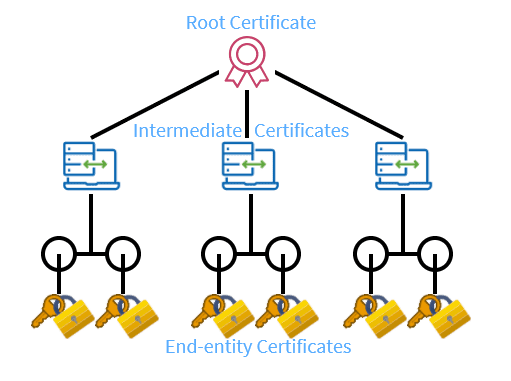 Root Certificate
Intermediate Certificates
End-entity Certificates